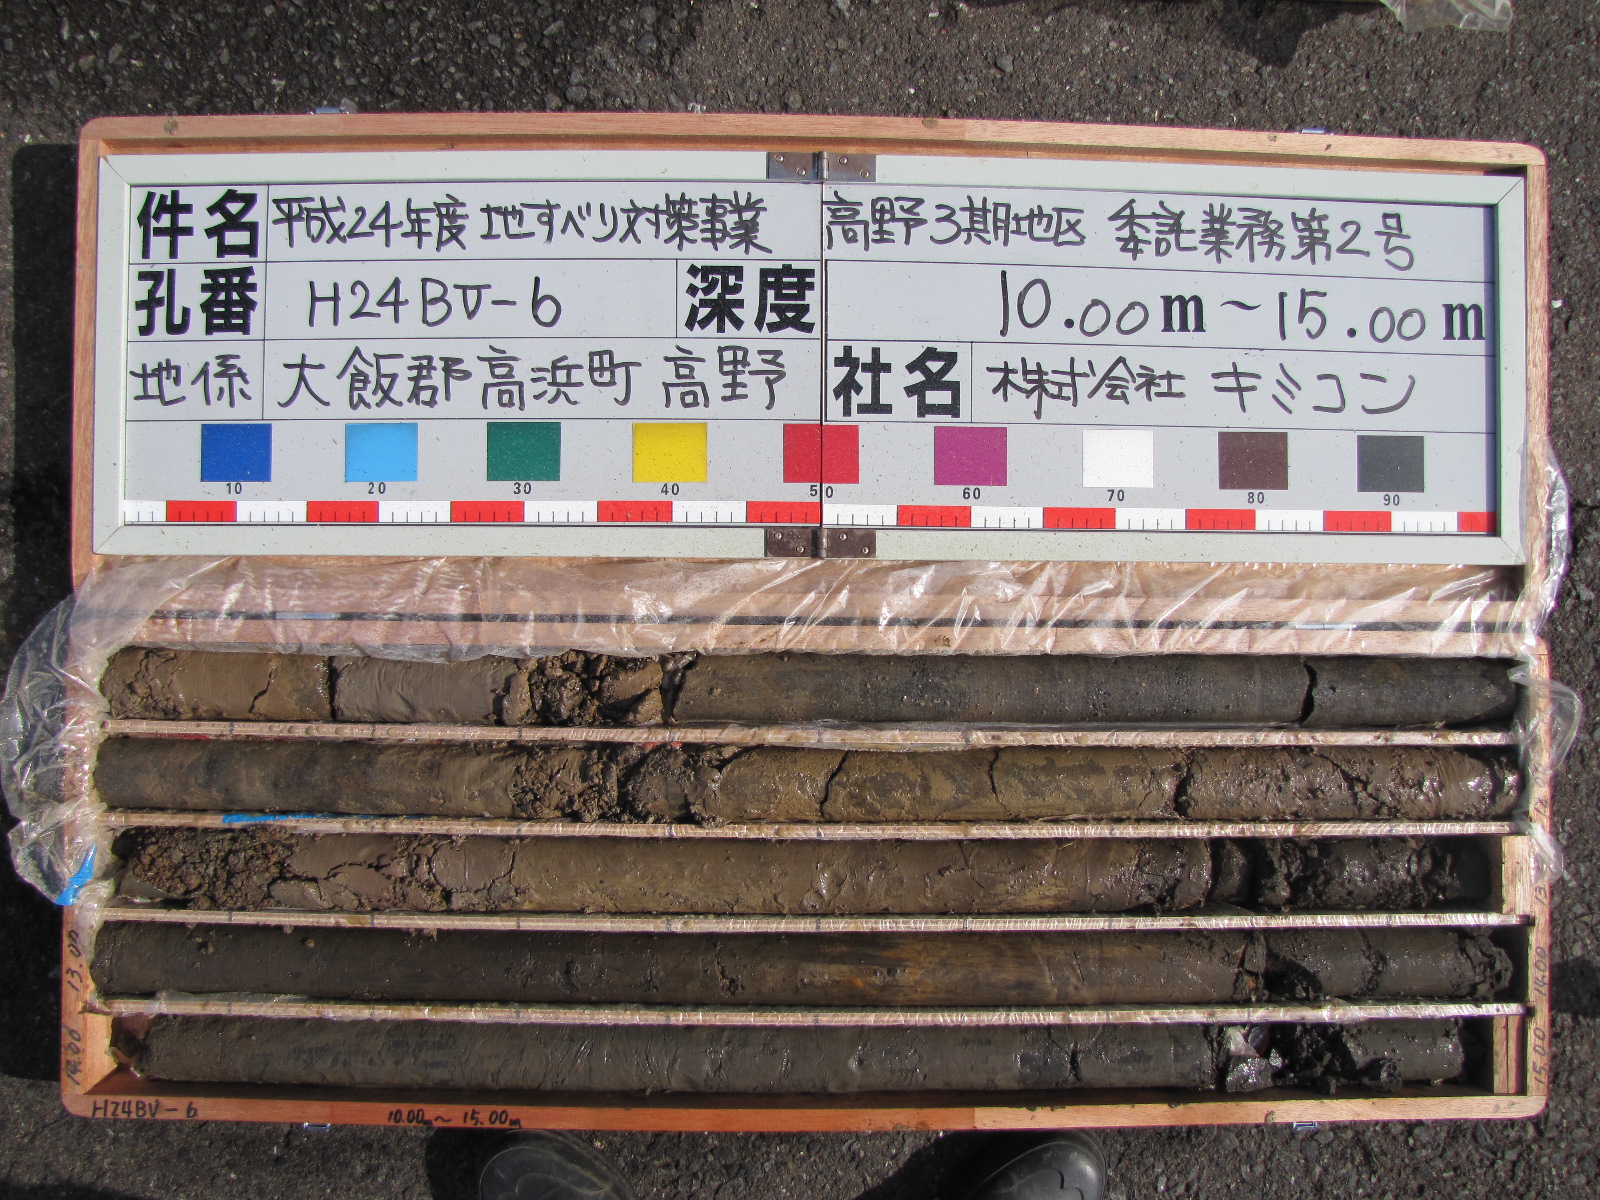 件名 平成24年度 地すべり対策事業 高野3期地区 委託業務第2号
孔番 H24BV-6 深度 10.00m~15.00m
地係 大飯郡高浜町 高野 社名 株式会社 キミコン
10 20 30 40 50 60 70 80 90
13.00 14.00
14.00 15.00
H24BV-6 10.00m~15.00m